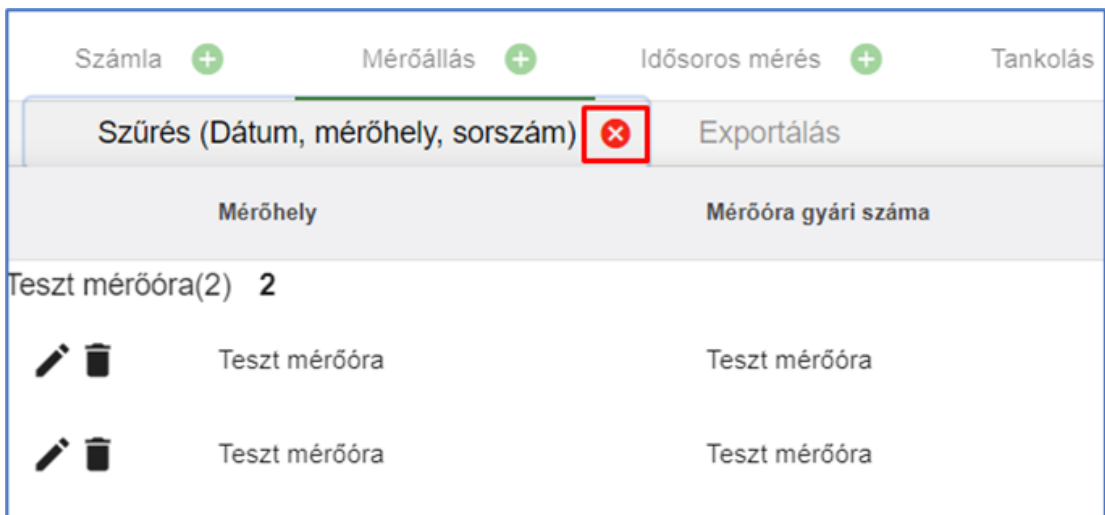 Számla Mérőállás Idősoros mérés Tankolás
Szűrés (Dátum, mérőhely, sorszám) Exportálás
Mérőhely Mérőóra gyári száma
Teszt mérőóra(2) 2
Teszt mérőóra Teszt mérőóra
Teszt mérőóra Teszt mérőóra